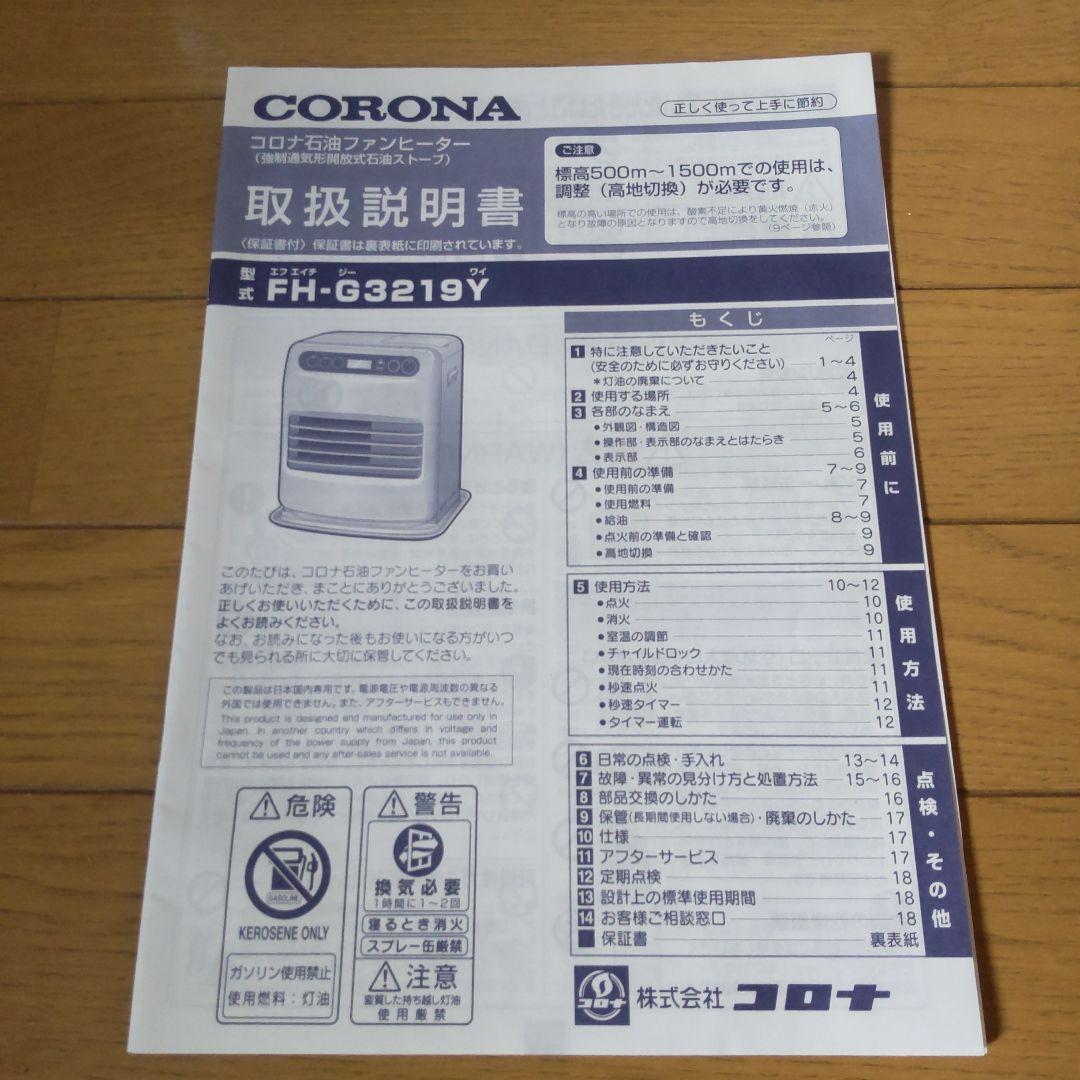 CORONA
正しく使って上手に節約
コロナ石油ファンヒーター
(強制通気形開放式石油ストーブ)
取扱説明書
〈保証書付〉保証書は裏表紙に印刷されています。
ご注意
標高500m～1500mでの使用は、
調整（高地切換）が必要です。
標高の高い場所での使用は、酸素不足により黄火燃焼（赤火）
となり故障の原因となりますので高地切換をしてください。
(9ページ参照)
型式 エフエイチ ジー ワイ
FH-G3219Y
もくじ
ページ
1 特に注意していただきたいこと
(安全のために必ずお守りください) 1～4
＊灯油の廃棄について 4
2 使用する場所 4
3 各部のなまえ 5～6
●外観図・構造図 5
●操作部・表示部のなまえとはたらき 5
●表示部 6
4 使用前の準備 7～9
●使用前の準備 7
●使用燃料 7
●給油 8～9
●点火前の準備と確認 9
●高地切換 9
使用前に
5 使用方法 10～12
●点火 10
●消火 10
●室温の調節 11
●チャイルドロック 11
●現在時刻の合わせかた 11
●秒速点火 11
●秒速タイマー 12
●タイマー運転 12
使用方法
6 日常の点検・手入れ 13～14
7 故障・異常の見分け方と処置方法 15～16
8 部品交換のしかた 16
9 保管(長期間使用しない場合)・廃棄のしかた 17
10 仕様 17
11 アフターサービス 17
12 定期点検 18
13 設計上の標準使用期間 18
14 お客様ご相談窓口 18
■ 保証書 裏表紙
点検・その他
このたびは、コロナ石油ファンヒーターをお買い
あげいただき、まことにありがとうございました。
正しくお使いいただくために、この取扱説明書を
よくお読みください。
なお、お読みになった後もお使いになる方がいつ
でも見られる所に大切に保管してください。
この製品は日本国内専用です。電源電圧や電源周波数の異なる
外国では使用できません。また、アフターサービスもできません。
This product is designed and manufactured for use only in
Japan. In another country which differs in voltage and
frequency of the power supply from Japan, this product
cannot be used and any after-sales service is not available.
危険
GASOLINE
KEROSENE ONLY
ガソリン使用禁止
使用燃料：灯油
警告
換気必要
1時間に1～2回
寝るとき消火
スプレー缶厳禁
注意
変質した持ち越し灯油
使用厳禁
コロナ
株式会社 コロナ